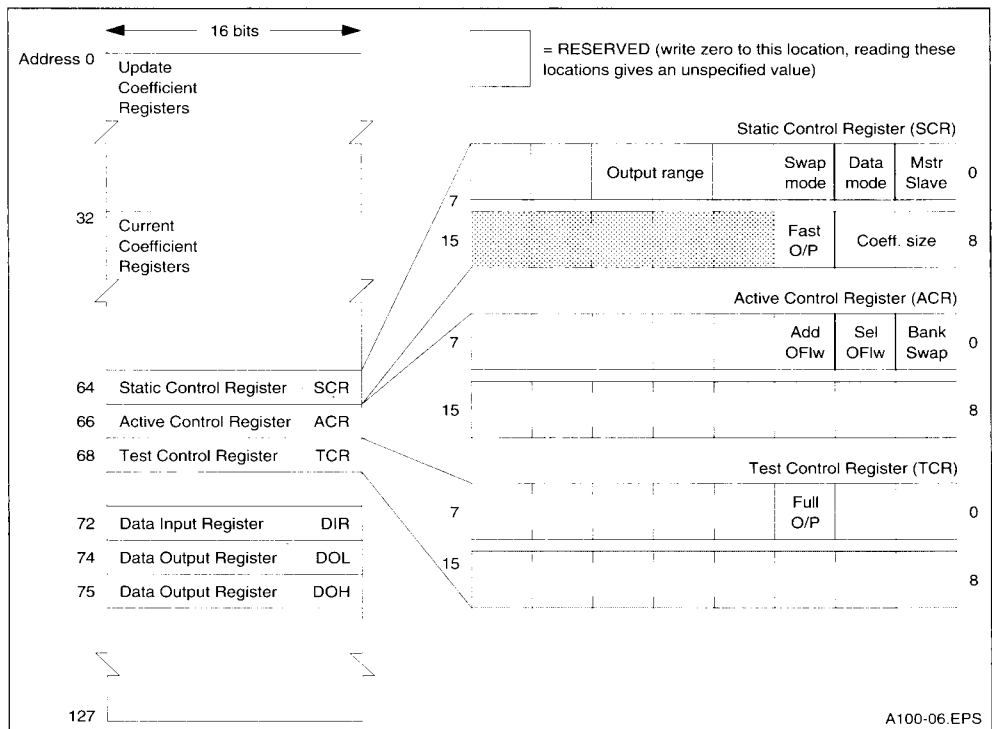 16 bits
Address 0
Update
Coefficient
Registers
32
Current
Coefficient
Registers
64 Static Control Register SCR
66 Active Control Register ACR
68 Test Control Register TCR
72 Data Input Register DIR
74 Data Output Register DOL
75 Data Output Register DOH
127
= RESERVED (write zero to this location, reading these
locations gives an unspecified value)
Static Control Register (SCR)
7 Output range Swap mode Data mode Mstr Slave 0
15 Fast O/P Coeff. size 8
Active Control Register (ACR)
7 Add OFlw Sel OFlw Bank Swap 0
15 8
Test Control Register (TCR)
7 Full O/P 0
15 8
A100-06.EPS